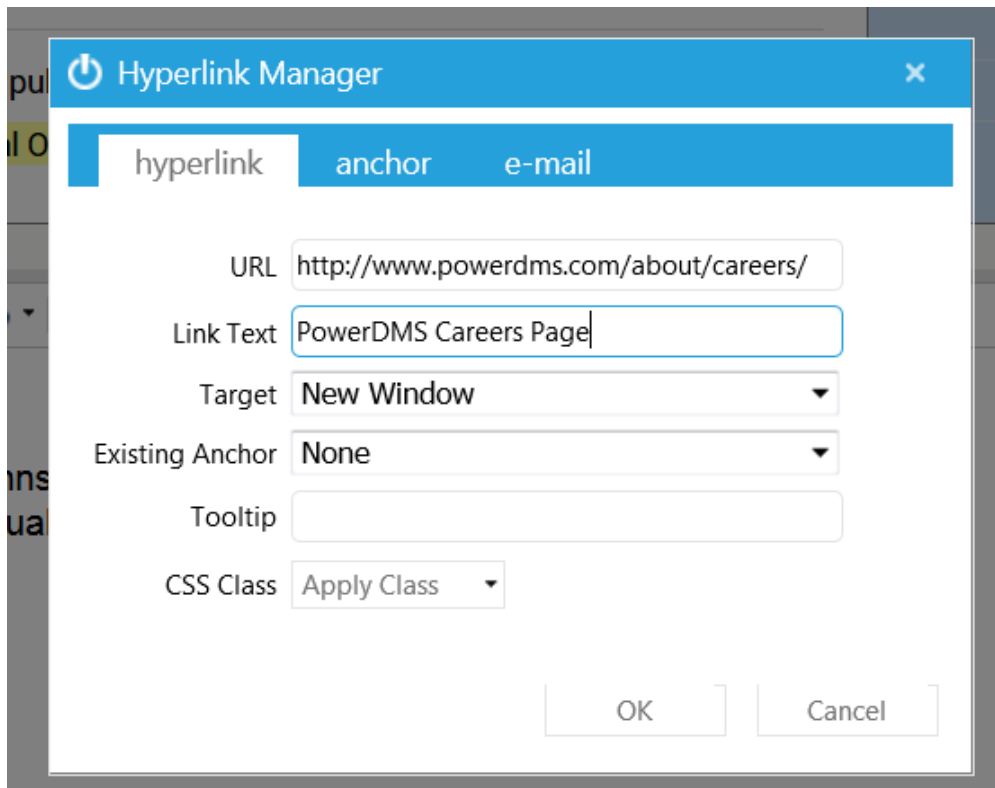 Hyperlink Manager
hyperlink anchor e-mail
URL http://www.powerdms.com/about/careers/
Link Text PowerDMS Careers Page
Target New Window
Existing Anchor None
Tooltip
CSS Class Apply Class
OK Cancel